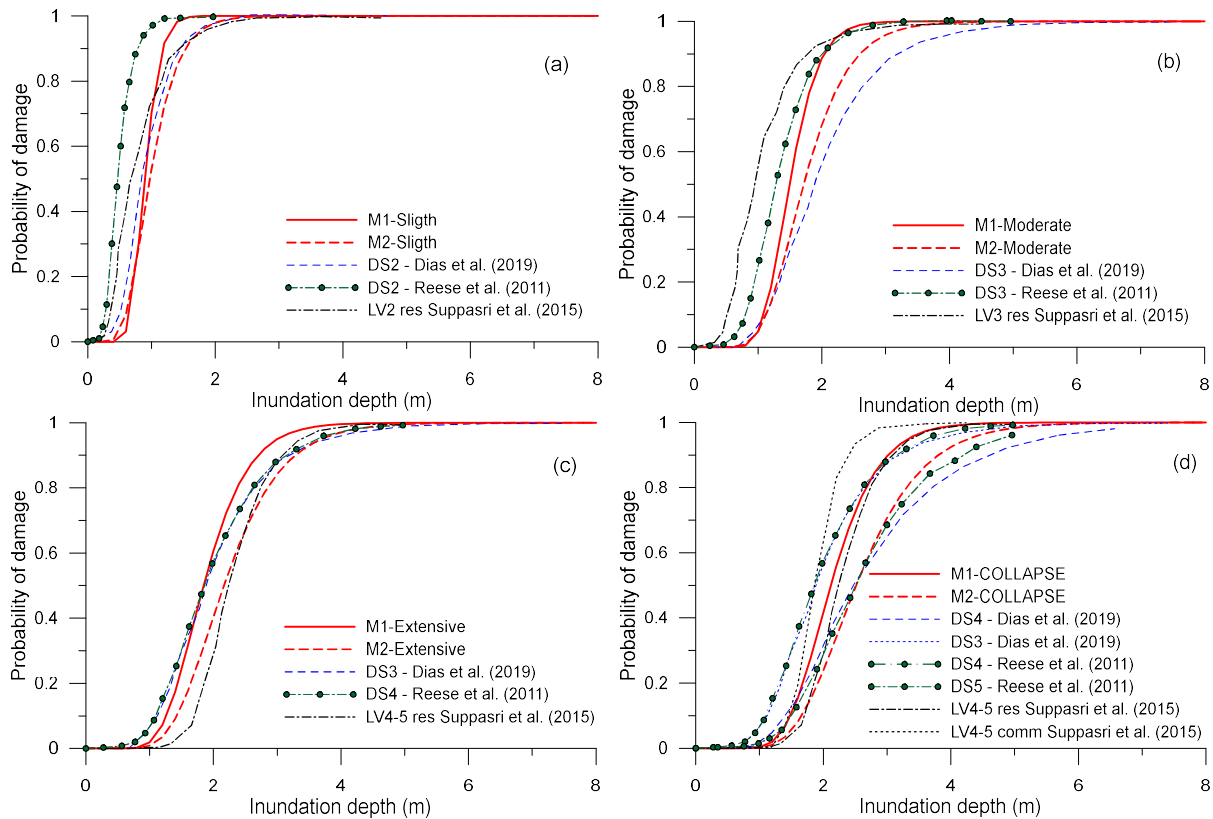 (a)
Probability of damage
1
0.8
0.6
0.4
0.2
0
M1-Sligth
M2-Sligth
DS2 - Dias et al. (2019)
DS2 - Reese et al. (2011)
LV2 res Suppasri et al. (2015)
0 2 4 6 8
Inundation depth (m)
(b)
Probability of damage
1
0.8
0.6
0.4
0.2
0
M1-Moderate
M2-Moderate
DS3 - Dias et al. (2019)
DS3 - Reese et al. (2011)
LV3 res Suppasri et al. (2015)
0 2 4 6 8
Inundation depth (m)
(c)
Probability of damage
1
0.8
0.6
0.4
0.2
0
M1-Extensive
M2-Extensive
DS3 - Dias et al. (2019)
DS4 - Reese et al. (2011)
LV4-5 res Suppasri et al. (2015)
0 2 4 6 8
Inundation depth (m)
(d)
Probability of damage
1
0.8
0.6
0.4
0.2
0
M1-COLLAPSE
M2-COLLAPSE
DS4 - Dias et al. (2019)
DS3 - Dias et al. (2019)
DS4 - Reese et al. (2011)
DS5 - Reese et al. (2011)
LV4-5 res Suppasri et al. (2015)
LV4-5 comm Suppasri et al. (2015)
0 2 4 6 8
Inundation depth (m)